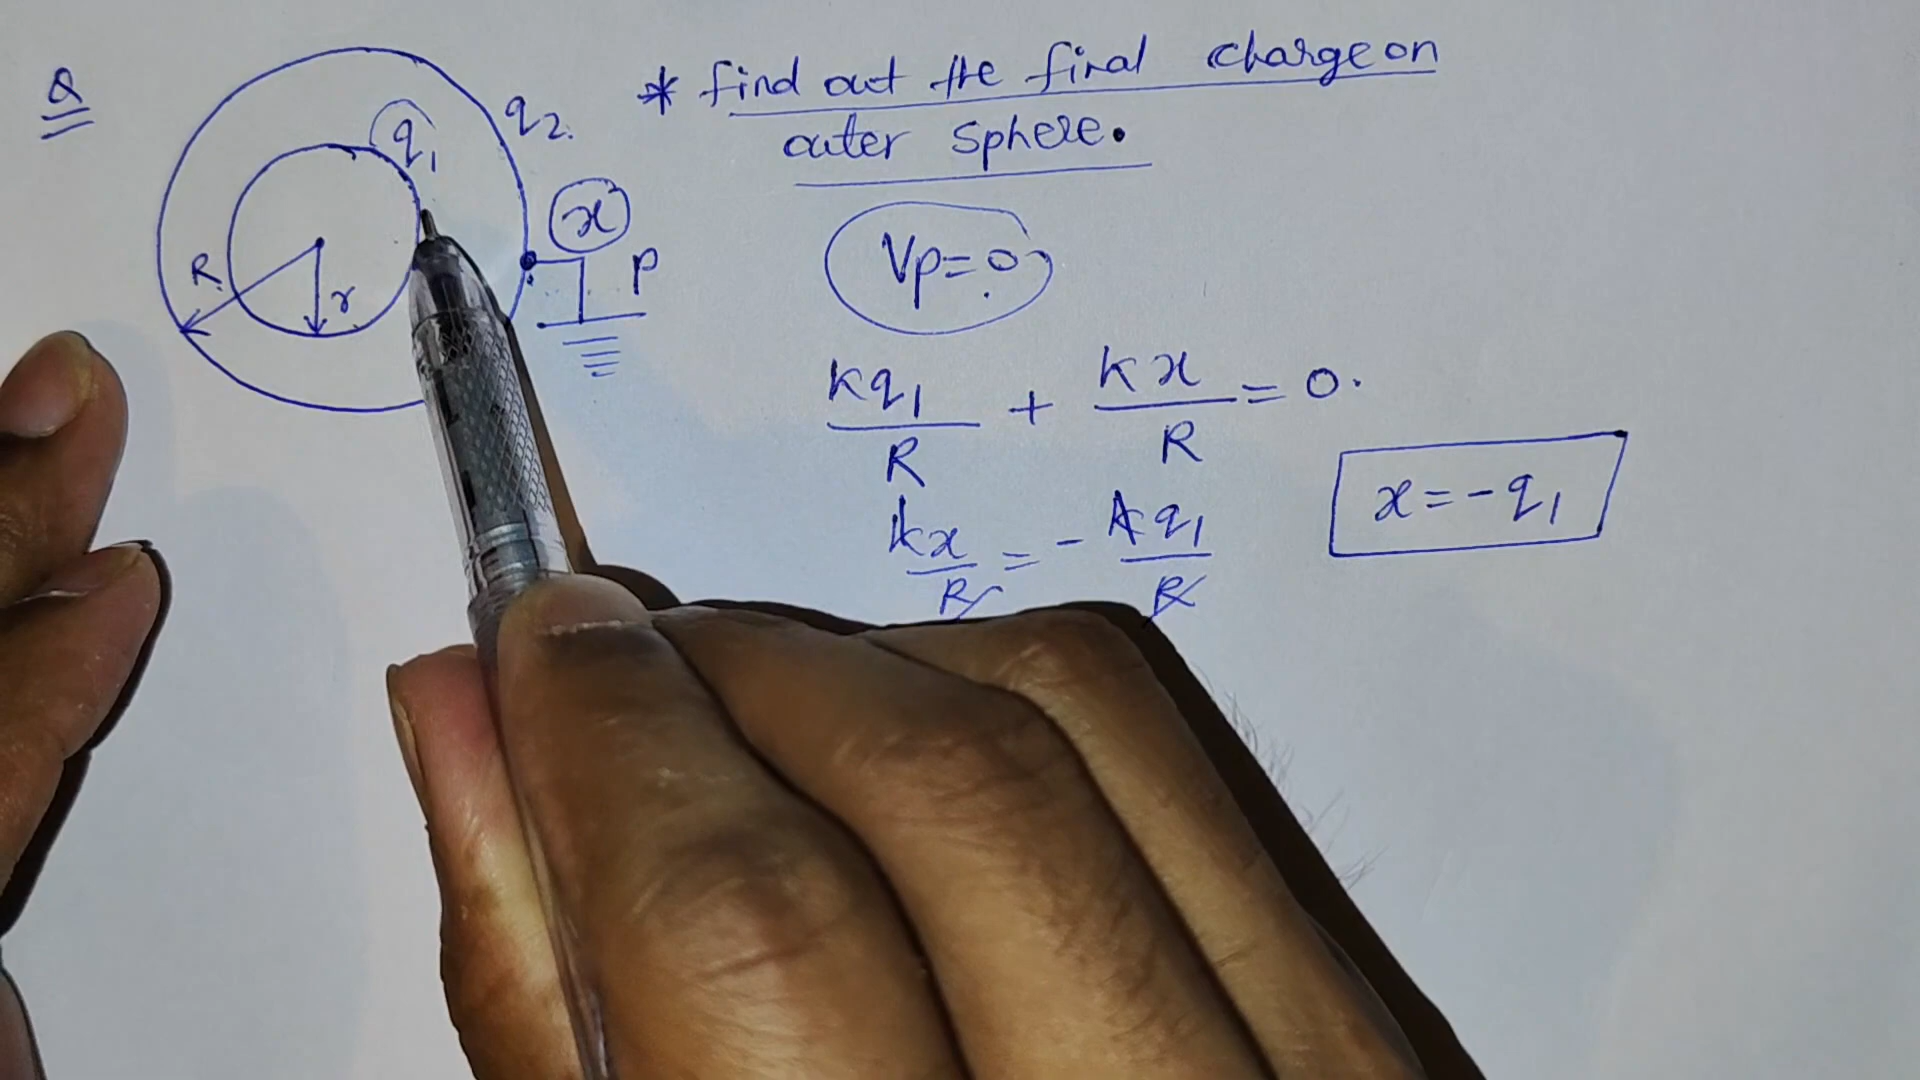 Q
* find out the final charge on
outer sphere.
q1
q2.
x
P
R
r
Vp=0
kq1/R + kx/R = 0.
kx/R = - kq1/R
x = -q1